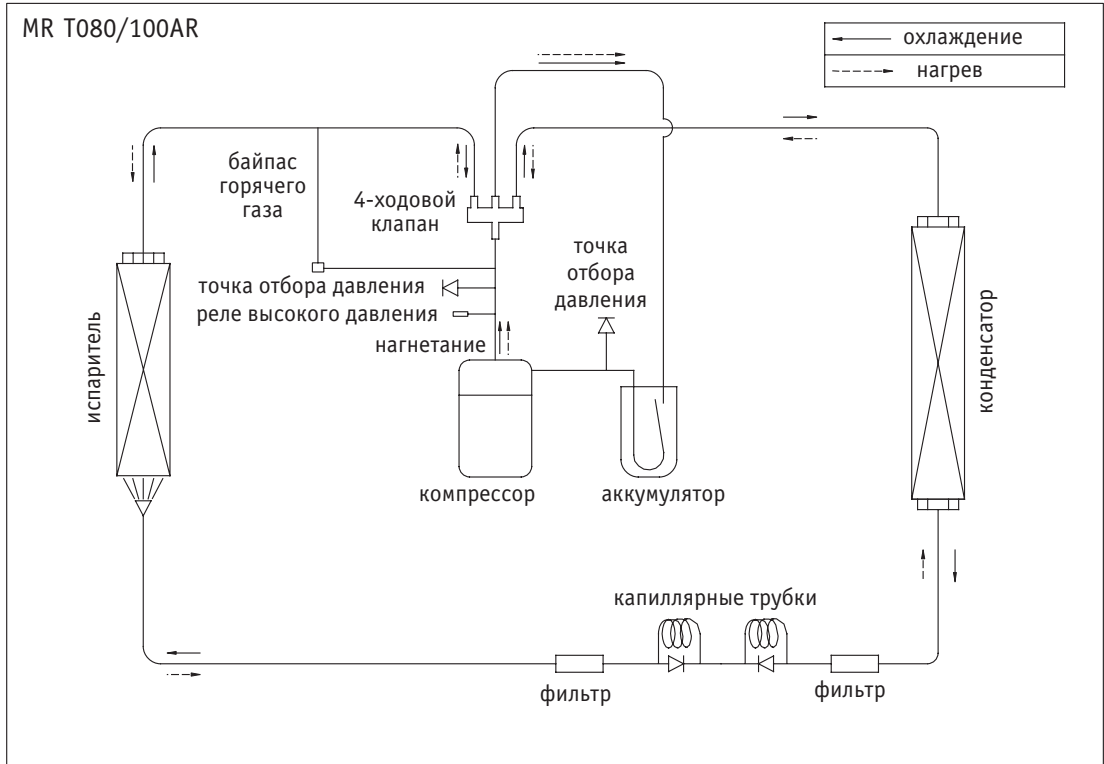 MR T080/100AR
охлаждение
нагрев
байпас
горячего
газа
4-ходовой
клапан
точка
отбора
давления
точка отбора давления
реле высокого давления
нагнетание
испаритель
конденсатор
компрессор
аккумулятор
капиллярные трубки
фильтр
фильтр